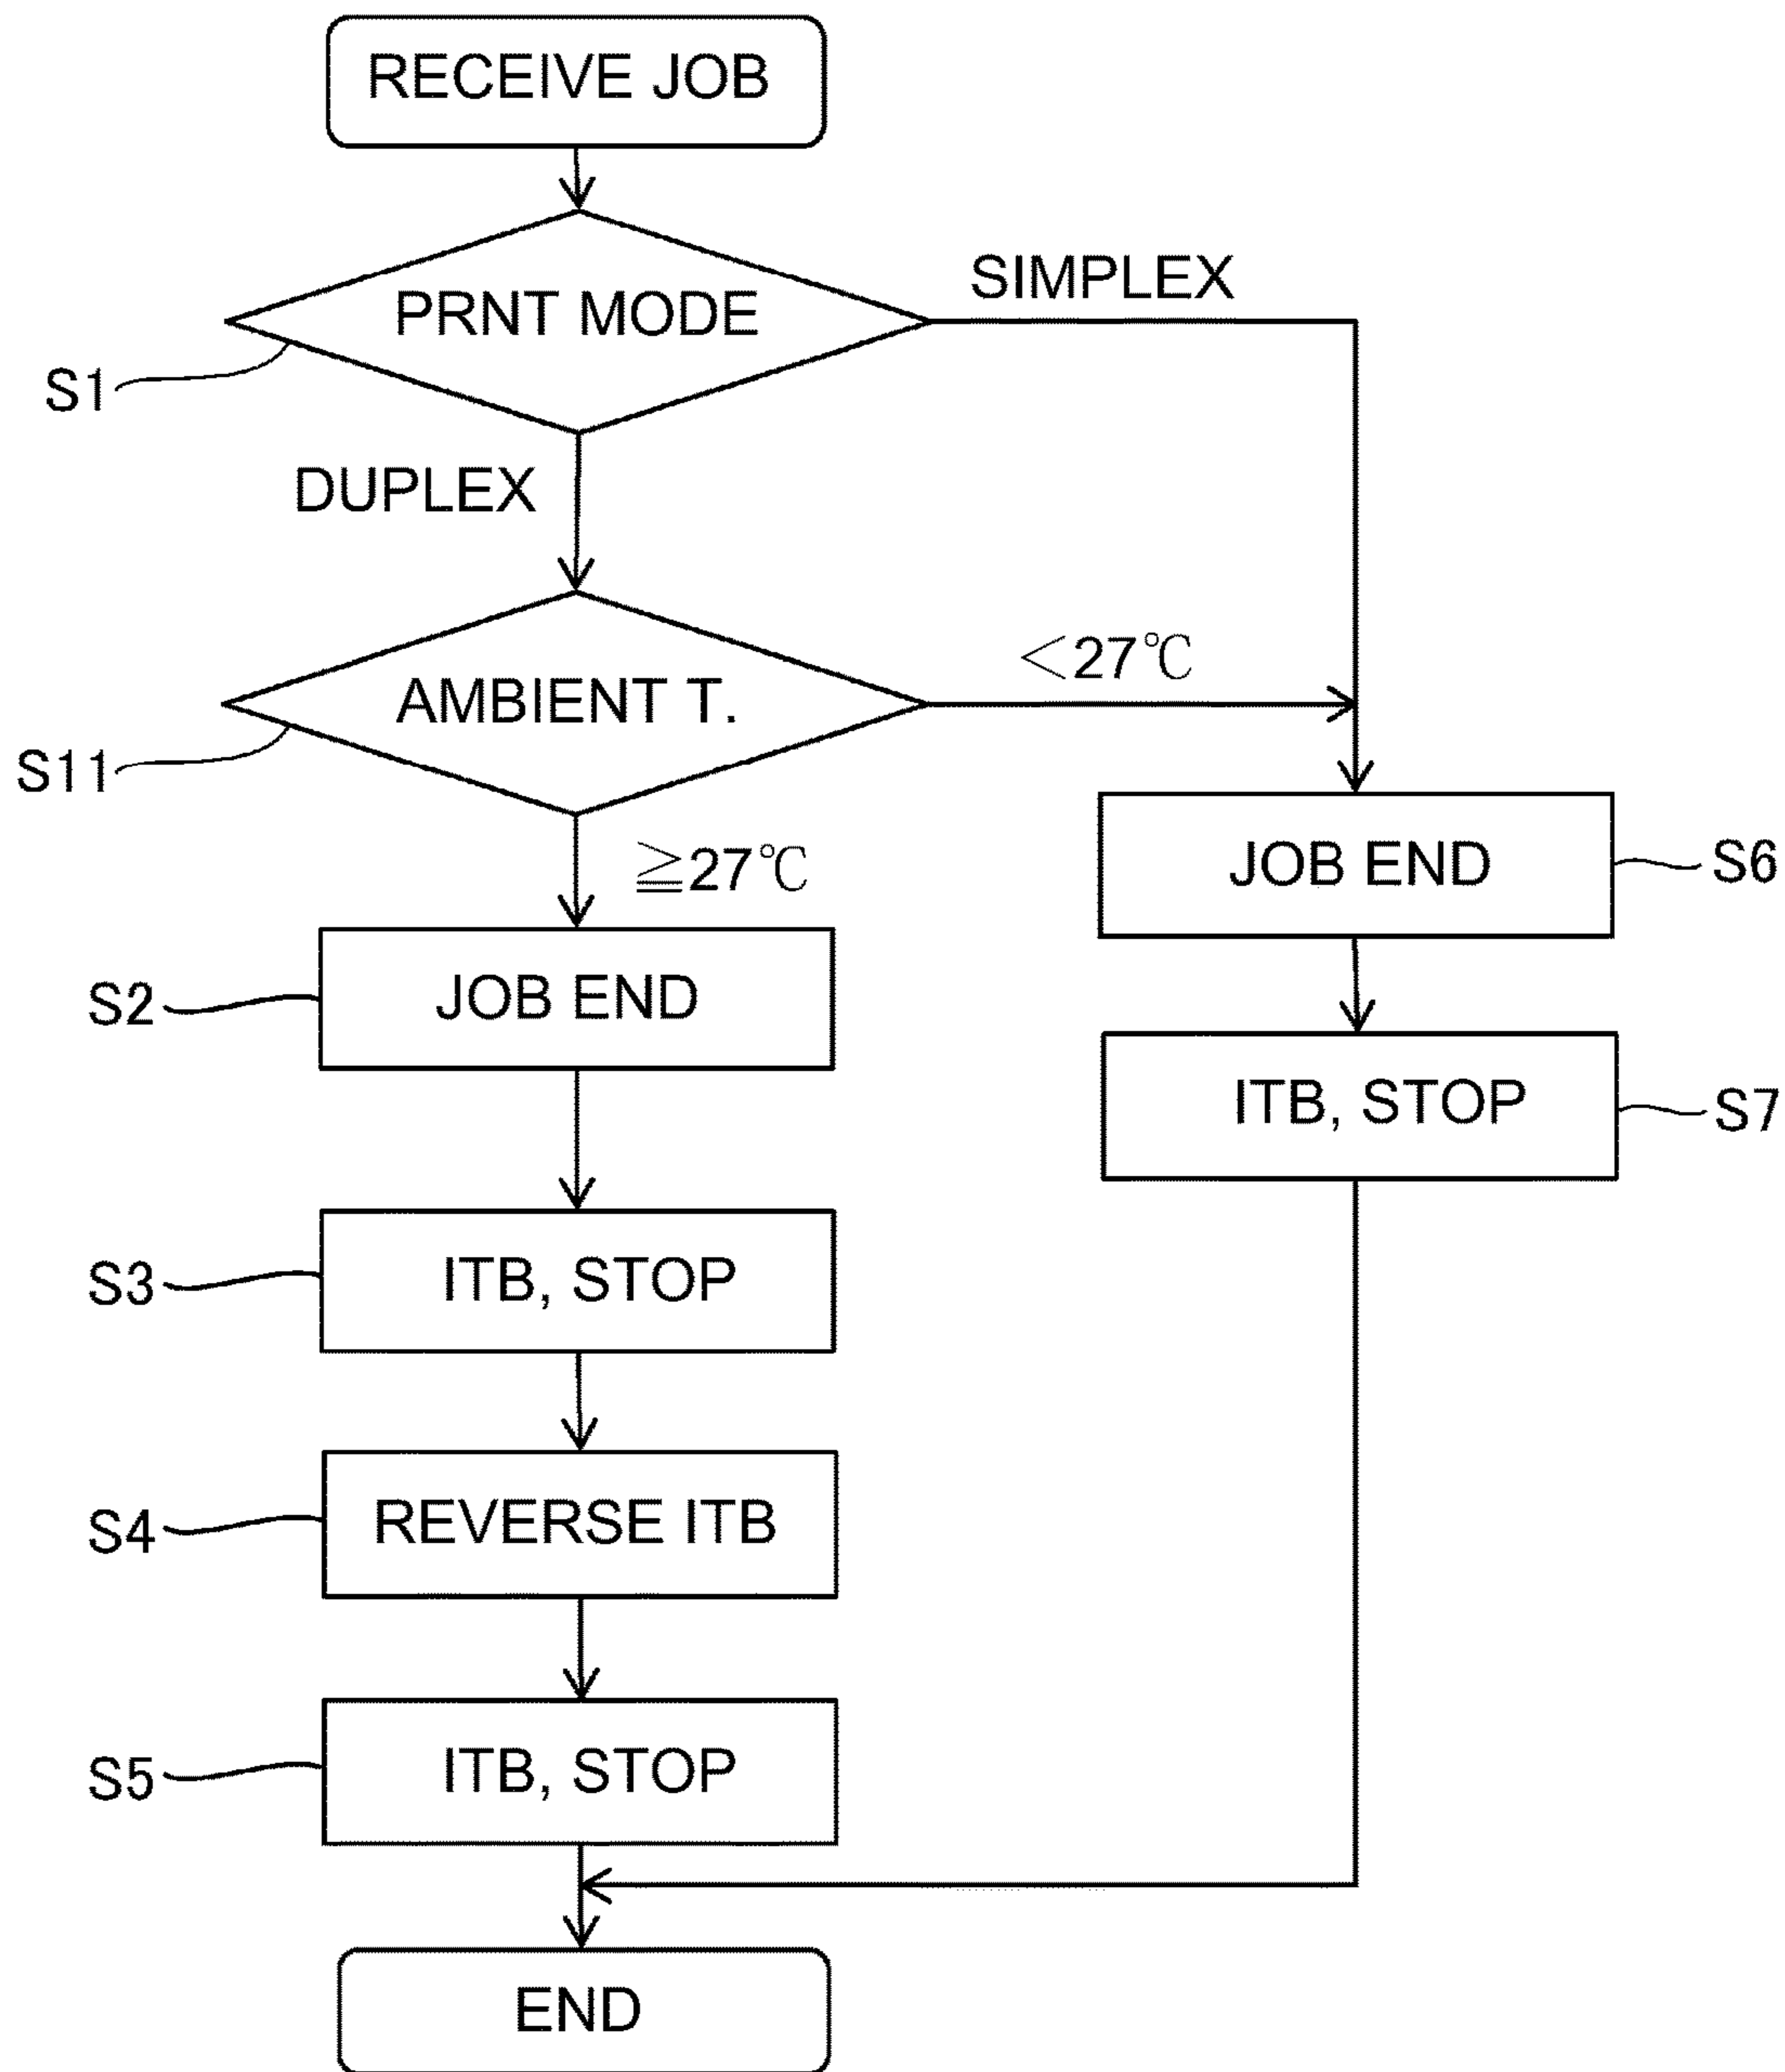 RECEIVE JOB
PRNT MODE
SIMPLEX
S1
DUPLEX
AMBIENT T.
<27℃
S11
≧27℃
JOB END
S6
JOB END
S2
ITB, STOP
S7
ITB, STOP
S3
REVERSE ITB
S4
ITB, STOP
S5
END